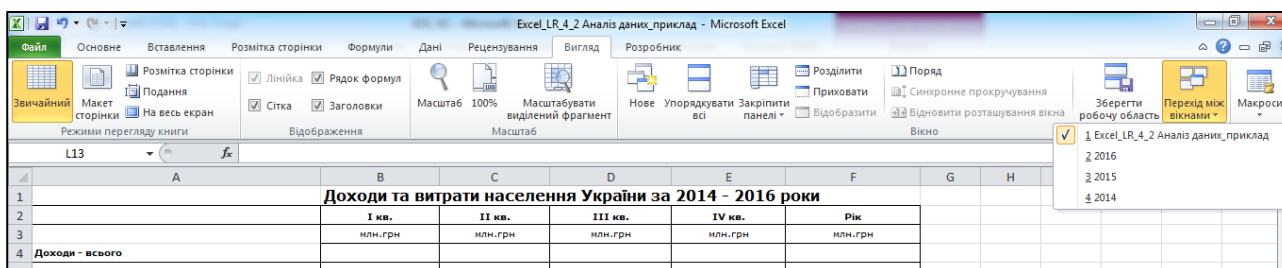 Excel_LR_4_2 Аналіз даних_приклад - Microsoft Excel
Файл Основне Вставлення Розмітка сторінки Формули Дані Рецензування Вигляд Розробник
Звичайний Макет сторінки Розмітка сторінки Подання На весь екран
Режими перегляду книги
Лінійка Рядок формул
Сітка Заголовки
Відображення
Масштаб 100% Масштабувати виділений фрагмент
Масштаб
Нове Упорядкувати всі Закріпити панелі
Розділити Приховати Відобразити
Поряд
Синхронне прокручування
Відновити розташування вікна
Зберегти робочу область Перехід між вікнами
Вікно
Макроси
1 Excel_LR_4_2 Аналіз даних_приклад
2 2016
3 2015
4 2014
L13 fx
A B C D E F G H
1 Доходи та витрати населення України за 2014 - 2016 роки
2 I кв. II кв. III кв. IV кв. Рік
3 млн.грн млн.грн млн.грн млн.грн млн.грн
4 Доходи - всього